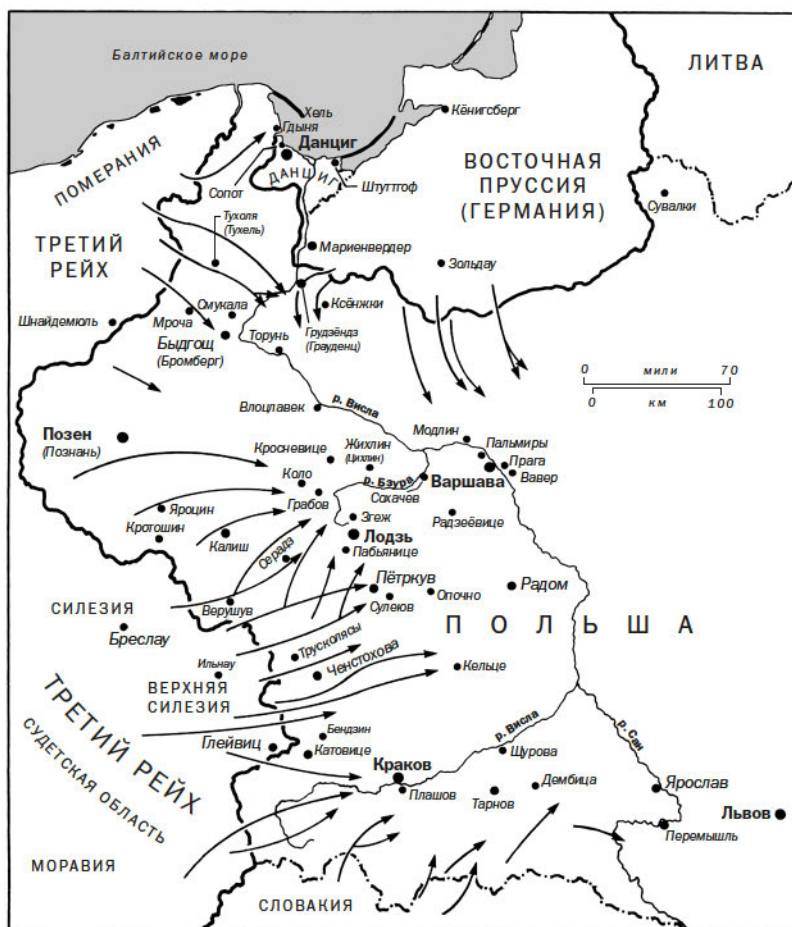 Балтийское море
ЛИТВА
Хель
Гдыня
Кёнигсберг
Данциг
ПОМЕРАНИЯ
ДАНЦИГ
Штуттгоф
ВОСТОЧНАЯ
ПРУССИЯ
(ГЕРМАНИЯ)
Сопот
Сувалки
Тухоля
(Тухель)
ТРЕТИЙ
РЕЙХ
Мариенвердер
Зольдау
Ксёнжки
Омукала
Шнайдемюль
Мроча
Быдгощ
(Бромберг)
Торунь
Грудзёндз
(Грауденц)
0 мили 70
0 км 100
р. Висла
Влоцлавек
Позен
(Познань)
Модлин
Пальмиры
Прага
Вавер
Варшава
Кросневице
Жихлин
(Цихлин)
Коло
р. Бзура
Сохачев
Грабов
Яроцин
Кротошин
Калиш
Згеж
Радзеёвице
Лодзь
Пабьянице
Серадз
Пётркув
Сулеюв
Опочно
Радом
СИЛЕЗИЯ
Верушув
Бреслау
ПОЛЬША
Трусколясы
Ченстохова
Ильнау
Кельце
ВЕРХНЯЯ
СИЛЕЗИЯ
ТРЕТИЙ РЕЙХ
СУДЕТСКАЯ ОБЛАСТЬ
р. Висла
р. Сан
Бендзин
Глейвиц
Катовице
Щурова
Краков
Плашов
Тарнов
Дембица
Ярослав
Львов
Перемышль
МОРАВИЯ
СЛОВАКИЯ